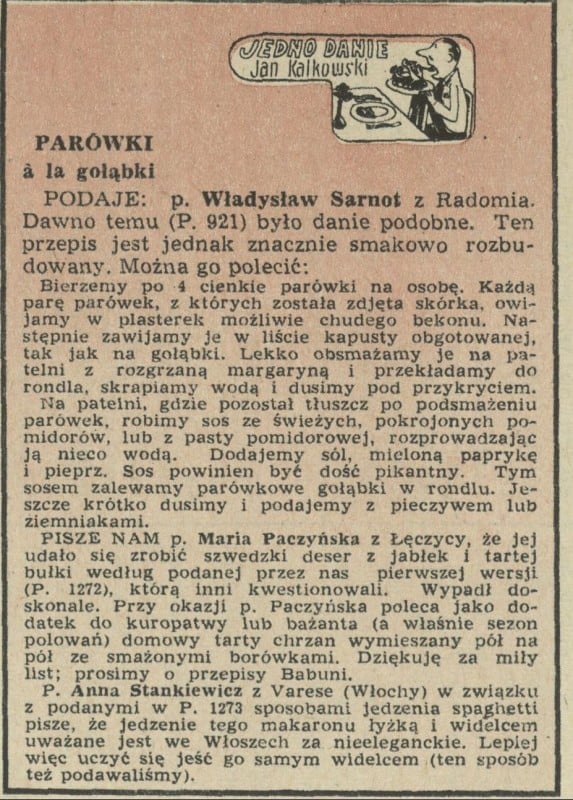 JEDNO DANIE
Jan Kalkowski
PARÓWKI
à la gołąbki
PODAJE: p. Władysław Sarnot z Radomia.
Dawno temu (P. 921) było danie podobne. Ten
przepis jest jednak znacznie smakowo rozbu-
dowany. Można go polecić:
Bierzemy po 4 cienkie parówki na osobę. Każdą
parę parówek, z których została zdjęta skórka, owi-
jamy w plasterek możliwie chudego bekonu. Na-
stępnie zawijamy je w liście kapusty obgotowanej,
tak jak na gołąbki. Lekko obsmażamy je na pa-
telni z rozgrzaną margaryną i przekładamy do
rondla, skrapiamy wodą i dusimy pod przykryciem.
Na patelni, gdzie pozostał tłuszcz po podsmażeniu
parówek, robimy sos ze świeżych, pokrojonych po-
midorów, lub z pasty pomidorowej, rozprowadzając
ją nieco wodą. Dodajemy sól, mieloną paprykę
i pieprz. Sos powinien być dość pikantny. Tym
sosem zalewamy parówkowe gołąbki w rondlu. Je-
szcze krótko dusimy i podajemy z pieczywem lub
ziemniakami.
PISZE NAM p. Maria Paczyńska z Łęczycy, że jej
udało się zrobić szwedzki deser z jabłek i tartej
bułki według podanej przez nas pierwszej wersji
(P. 1272), którą inni kwestionowali. Wypadł do-
skonale. Przy okazji p. Paczyńska poleca jako do-
datek do kuropatwy lub bażanta (a właśnie sezon
polowań) domowy tarty chrzan wymieszany pół na
pół ze smażonymi borówkami. Dziękuję za miły
list; prosimy o przepisy Babuni.
P. Anna Stankiewicz z Varese (Włochy) w związku
z podanymi w P. 1273 sposobami jedzenia spaghetti
pisze, że jedzenie tego makaronu łyżką i widelcem
uważane jest we Włoszech za nieeleganckie. Lepiej
więc uczyć się jeść go samym widelcem (ten sposób
też podawaliśmy).